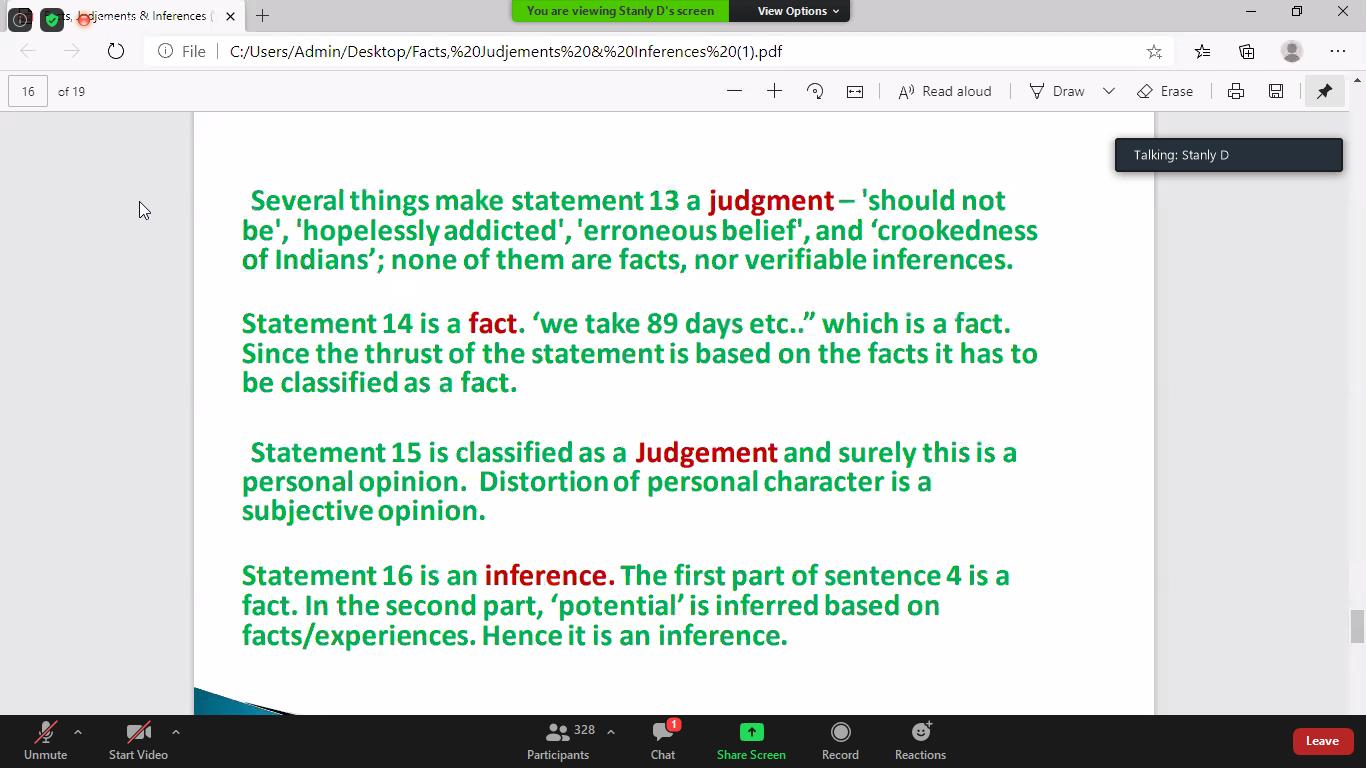 Facts, Judjements & Inferences (
You are viewing Stanly D's screen
View Options
File
C:/Users/Admin/Desktop/Facts,%20Judjements%20&%20Inferences%20(1).pdf
16 of 19
Read aloud
Draw
Erase
Talking: Stanly D
Several things make statement 13 a judgment – 'should not
be', 'hopelessly addicted', 'erroneous belief', and ‘crookedness
of Indians’; none of them are facts, nor verifiable inferences.
Statement 14 is a fact. ‘we take 89 days etc..” which is a fact.
Since the thrust of the statement is based on the facts it has to
be classified as a fact.
Statement 15 is classified as a Judgement and surely this is a
personal opinion. Distortion of personal character is a
subjective opinion.
Statement 16 is an inference. The first part of sentence 4 is a
fact. In the second part, ‘potential’ is inferred based on
facts/experiences. Hence it is an inference.
Unmute
Start Video
328
Participants
1
Chat
Share Screen
Record
Reactions
Leave